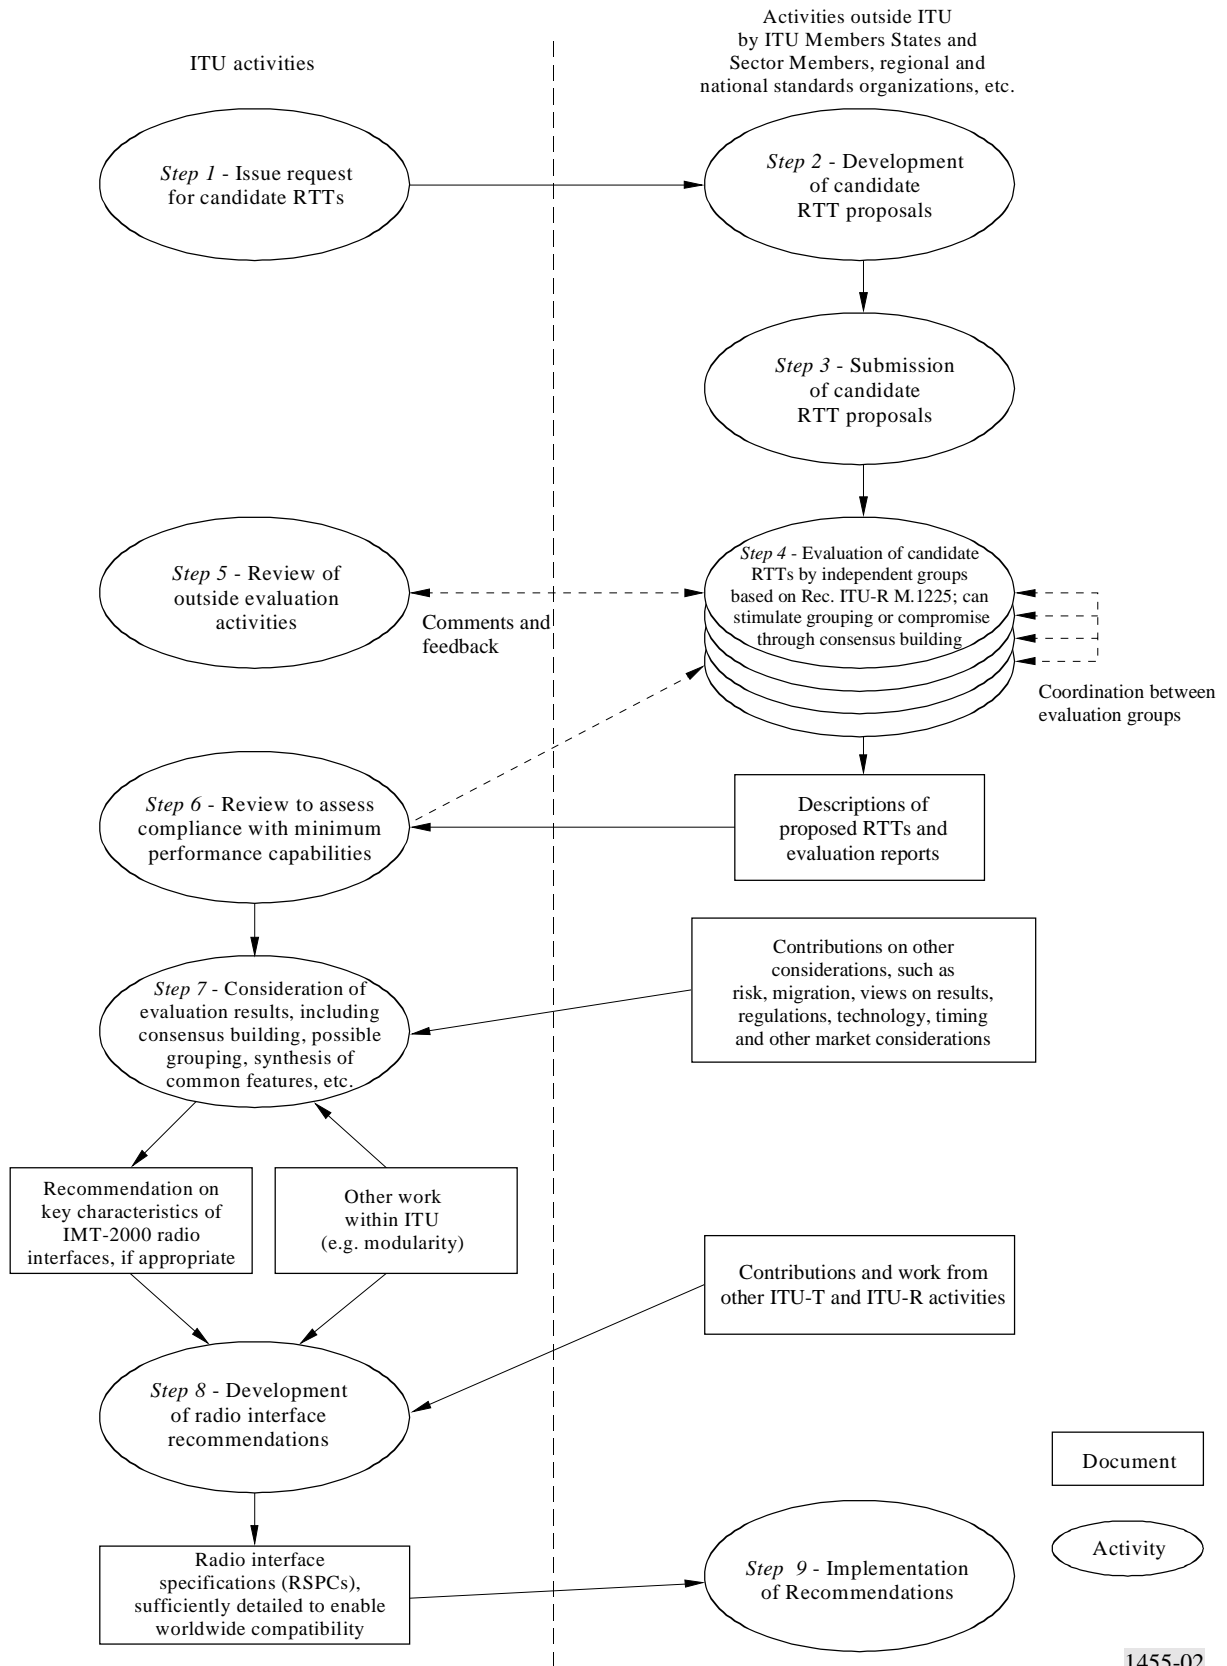 Activities outside ITU
by ITU Members States and
Sector Members, regional and
national standards organizations, etc.
ITU activities
Step 1 - Issue request
for candidate RTTs
Step 2 - Development
of candidate
RTT proposals
Step 3 - Submission
of candidate
RTT proposals
Step 4 - Evaluation of candidate
RTTs by independent groups
based on Rec. ITU-R M.1225; can
stimulate grouping or compromise
through consensus building
Step 5 - Review of
outside evaluation
activities
Comments and
feedback
Coordination between
evaluation groups
Step 6 - Review to assess
compliance with minimum
performance capabilities
Descriptions of
proposed RTTs and
evaluation reports
Step 7 - Consideration of
evaluation results, including
consensus building, possible
grouping, synthesis of
common features, etc.
Contributions on other
considerations, such as
risk, migration, views on results,
regulations, technology, timing
and other market considerations
Recommendation on
key characteristics of
IMT-2000 radio
interfaces, if appropriate
Other work
within ITU
(e.g. modularity)
Contributions and work from
other ITU-T and ITU-R activities
Step 8 - Development
of radio interface
recommendations
Document
Activity
Radio interface
specifications (RSPCs),
sufficiently detailed to enable
worldwide compatibility
Step 9 - Implementation
of Recommendations
1455-02